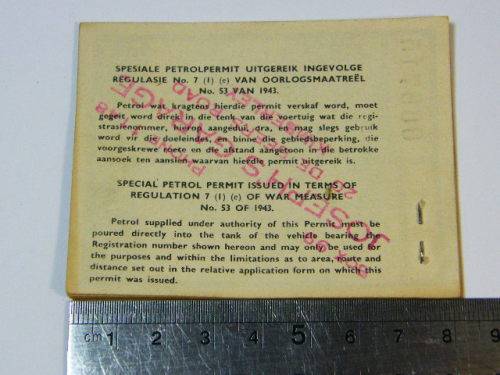 SPESIALE PETROLPERMIT UITGEREIK INGEVOLGE
REGULASIE No. 7 (1) (e) VAN OORLOGSMAATREËL
No. 53 VAN 1943.
Petrol wat kragtens hierdie permit verskaf word, moet
gegeit word direk in die tenk van die voertuig wat die regi-
strasienommer, hierop aangedui, dra, en mag slegs gebruik
word vir die doeleindes, en binne die gebiedsbeperking, die
voorgeskrewe roete en die afstand aangetoon in die betrokke
aansoek ten aansien waarvan hierdie permit uitgereik is.
SPECIAL PETROL PERMIT ISSUED IN TERMS OF
REGULATION 7 (1) (e) OF WAR MEASURE
No. 53 OF 1943.
Petrol supplied under authority of this Permit must be
poured directly into the tank of the vehicle bearing the
Registration number shown hereon and may only be used for
the purposes and within the limitations as to area, route and
distance set out in the relative application form on which this
permit was issued.
JOSEPH'S GARAGE
ROAD
cm 1 2 3 4 5 6 7 8 9